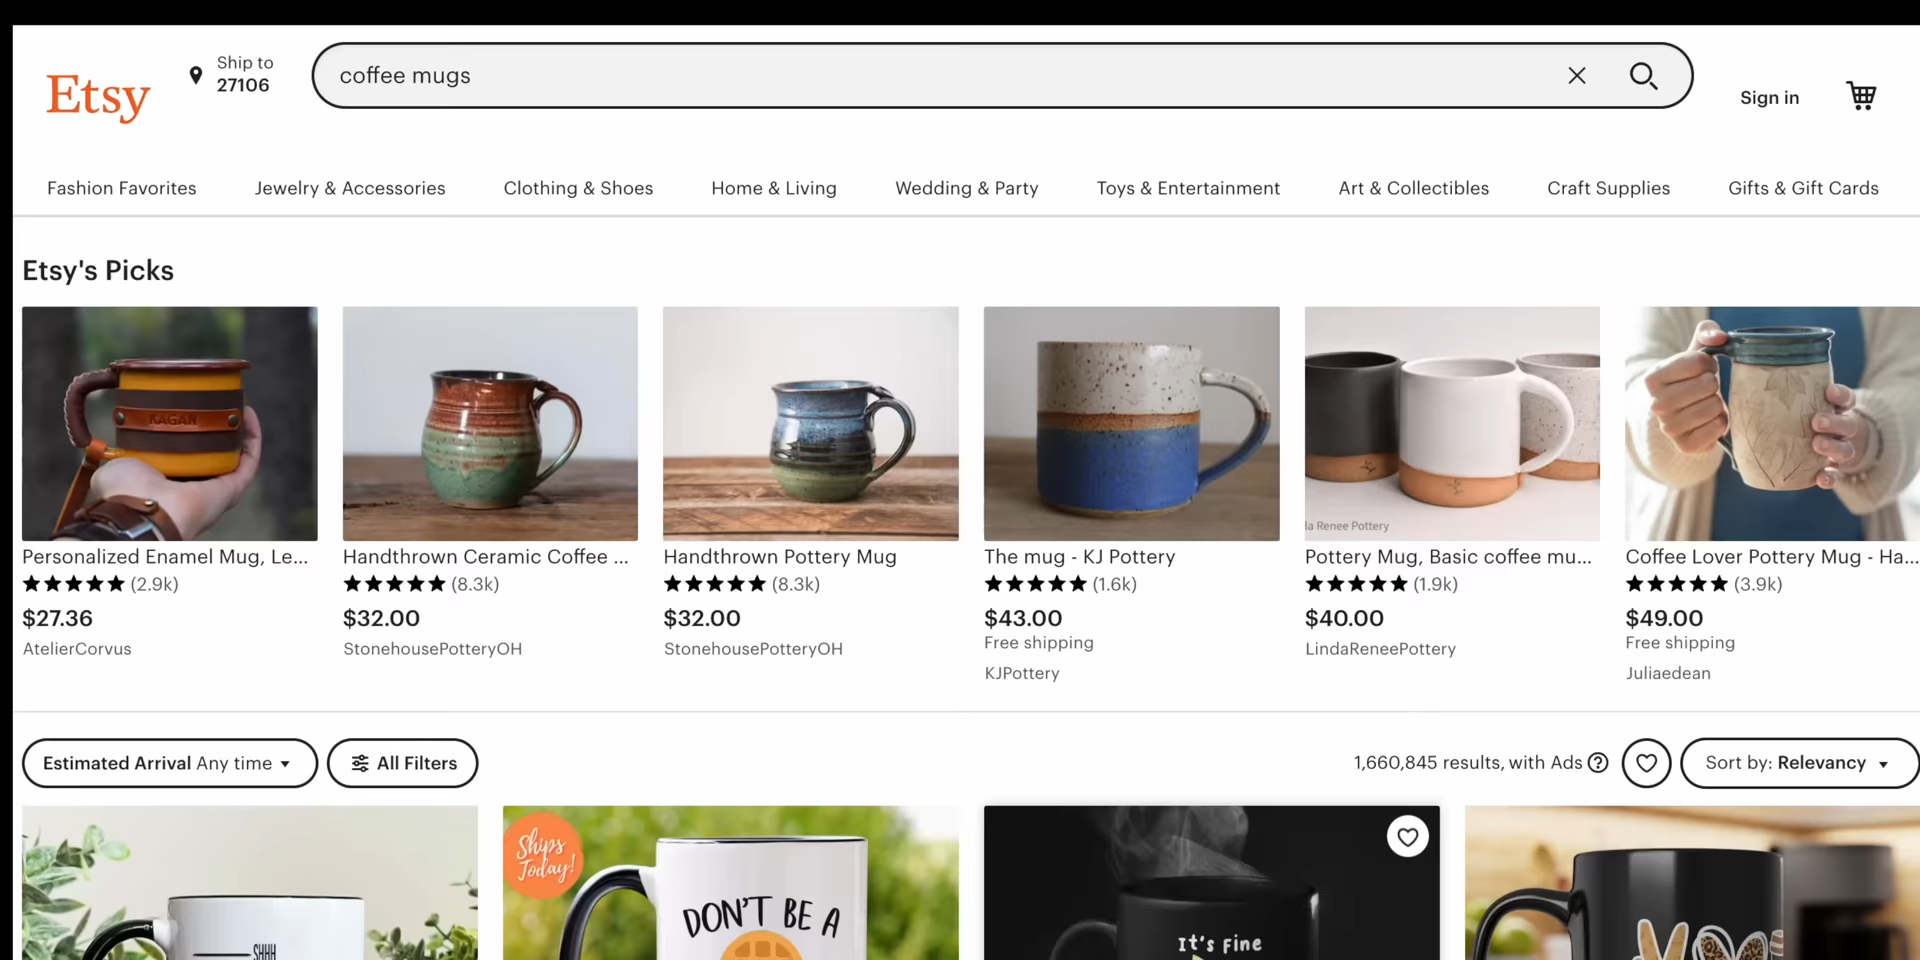 Etsy
Ship to
27106
coffee mugs
Sign in
Fashion Favorites
Jewelry & Accessories
Clothing & Shoes
Home & Living
Wedding & Party
Toys & Entertainment
Art & Collectibles
Craft Supplies
Gifts & Gift Cards
Etsy's Picks
KAGAN
la Renee Pottery
Personalized Enamel Mug, Le...
(2.9k)
$27.36
AtelierCorvus
Handthrown Ceramic Coffee ...
(8.3k)
$32.00
StonehousePotteryOH
Handthrown Pottery Mug
(8.3k)
$32.00
StonehousePotteryOH
The mug - KJ Pottery
(1.6k)
$43.00
Free shipping
KJPottery
Pottery Mug, Basic coffee mu...
(1.9k)
$40.00
LindaReneePottery
Coffee Lover Pottery Mug - Ha...
(3.9k)
$49.00
Free shipping
Juliaedean
Estimated Arrival Any time
All Filters
1,660,845 results, with Ads ?
Sort by: Relevancy
SHHH
Ships
Today!
DON'T BE A
It's Fine